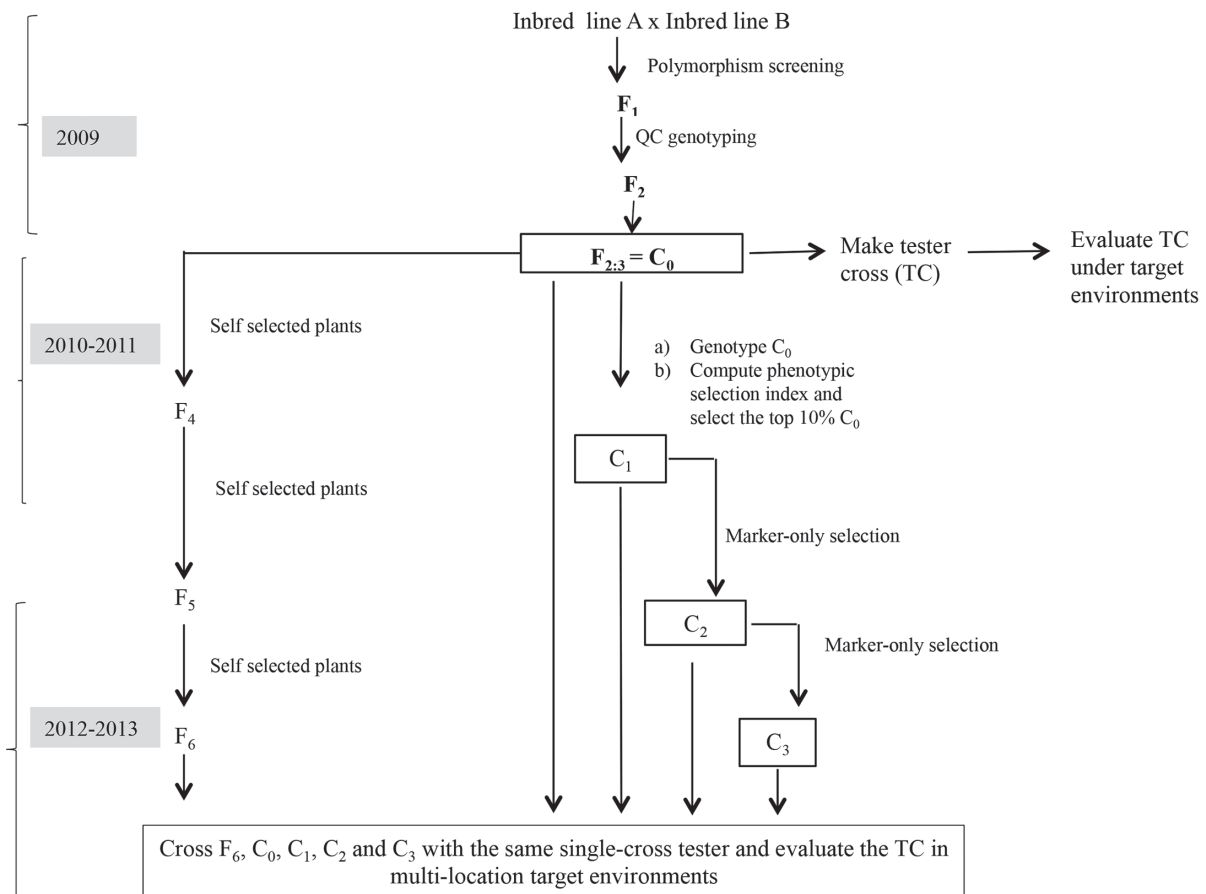 Inbred line A x Inbred line B
Polymorphism screening
F₁
2009
QC genotyping
F₂
F₂:₃ = C₀
Make tester
cross (TC)
Evaluate TC
under target
environments
Self selected plants
2010-2011
a) Genotype C₀
b) Compute phenotypic
selection index and
select the top 10% C₀
F₄
C₁
Self selected plants
Marker-only selection
F₅
C₂
Marker-only selection
Self selected plants
2012-2013
F₆
C₃
Cross F₆, C₀, C₁, C₂ and C₃ with the same single-cross tester and evaluate the TC in
multi-location target environments